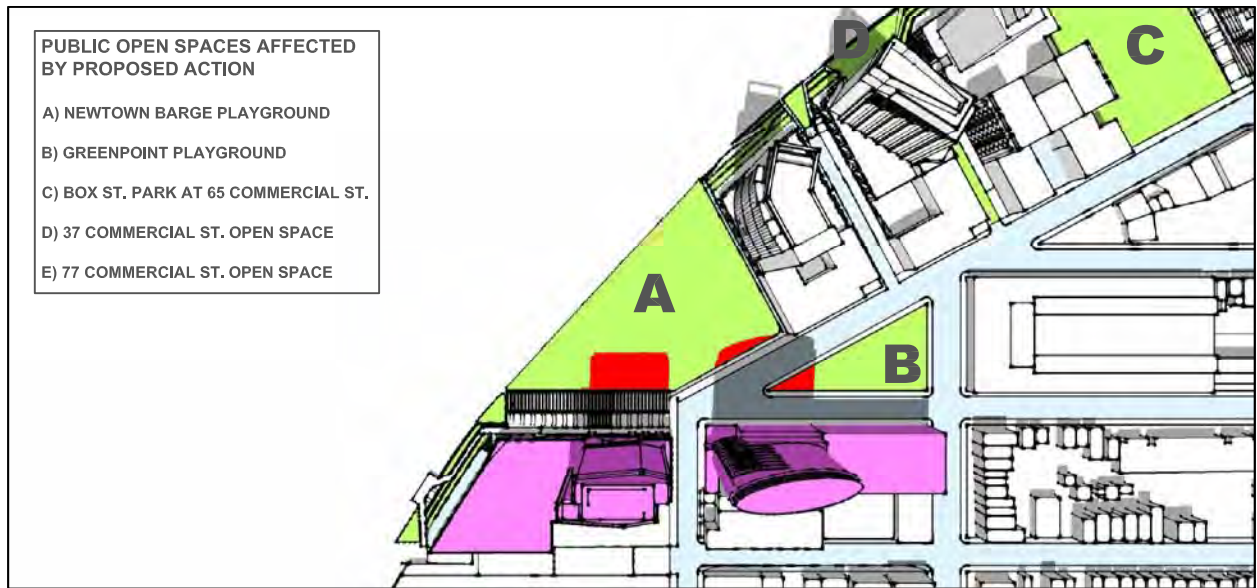 PUBLIC OPEN SPACES AFFECTED
BY PROPOSED ACTION
A) NEWTOWN BARGE PLAYGROUND
B) GREENPOINT PLAYGROUND
C) BOX ST. PARK AT 65 COMMERCIAL ST.
D) 37 COMMERCIAL ST. OPEN SPACE
E) 77 COMMERCIAL ST. OPEN SPACE
D
C
A
B